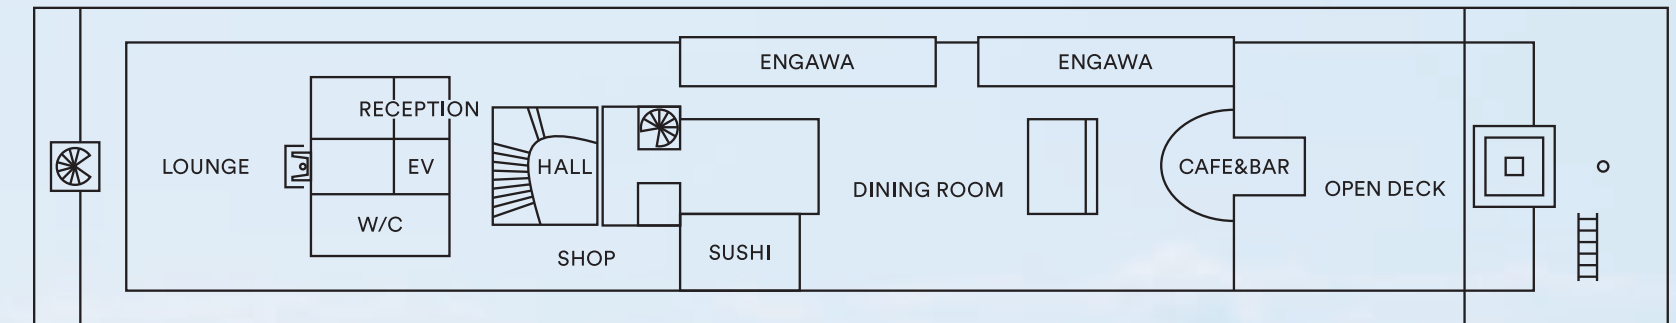 ENGAWA
ENGAWA
RECEPTION
LOUNGE
EV
HALL
CAFE&BAR
DINING ROOM
OPEN DECK
W/C
SHOP
SUSHI